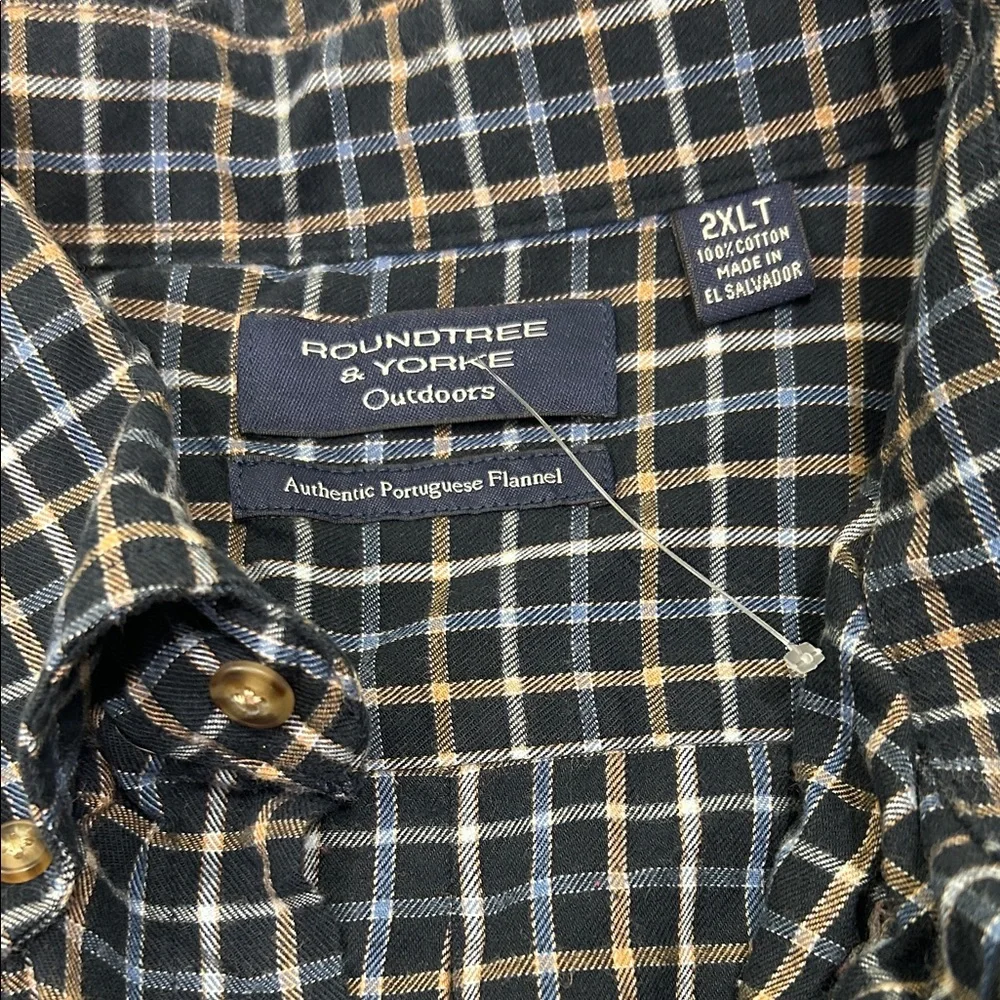 2XLT
100% COTTON
MADE IN
EL SALVADOR
ROUNDTREE
& YORKE
Outdoors
Authentic Portuguese Flannel